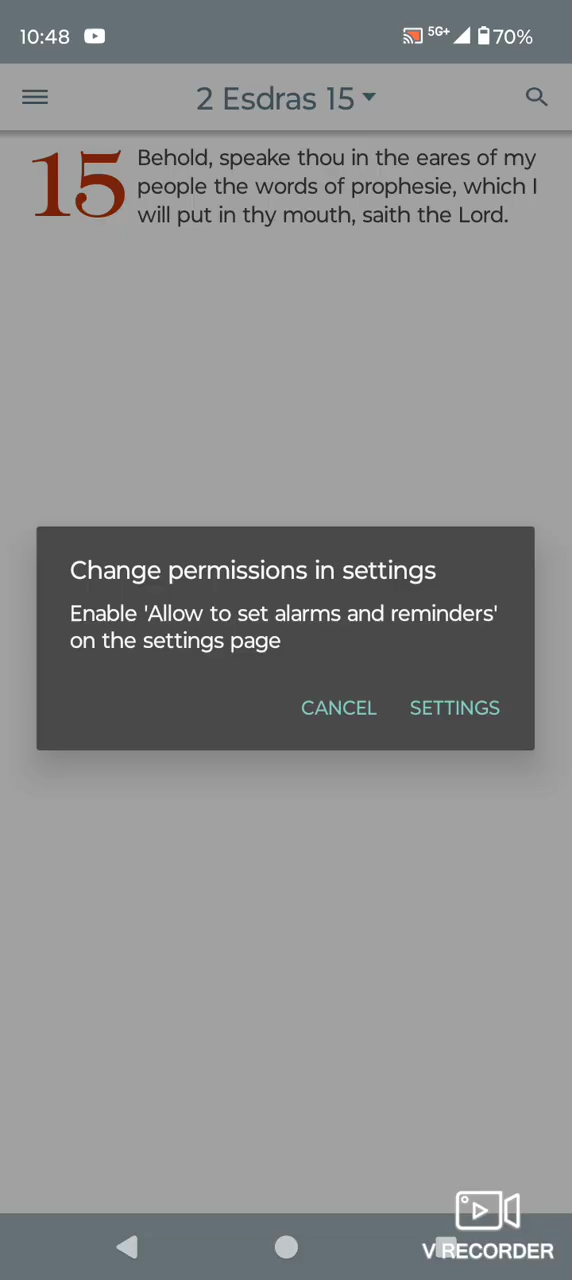 10:48
5G+
70%
2 Esdras 15
15
Behold, speake thou in the eares of my
people the words of prophesie, which I
will put in thy mouth, saith the Lord.
Change permissions in settings
Enable 'Allow to set alarms and reminders'
on the settings page
CANCEL SETTINGS
V RECORDER